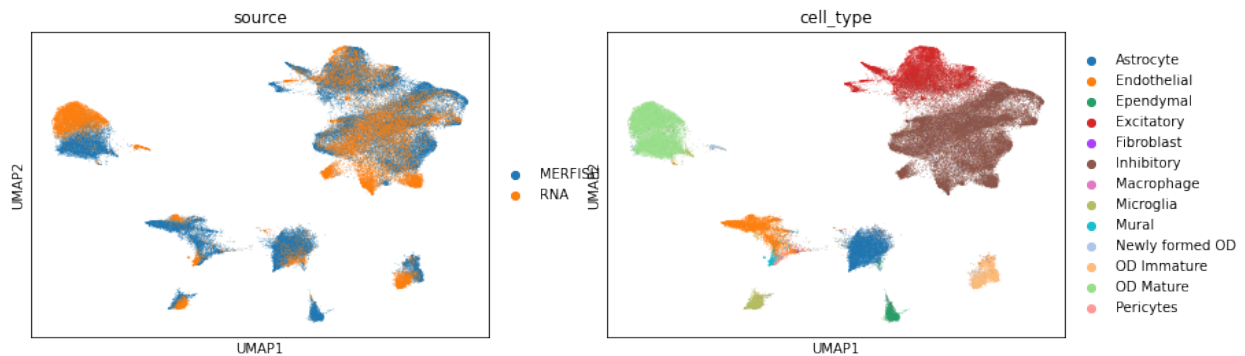 source
UMAP2
UMAP1
MERFISH
RNA
cell_type
UMAP2
UMAP1
Astrocyte
Endothelial
Ependymal
Excitatory
Fibroblast
Inhibitory
Macrophage
Microglia
Mural
Newly formed OD
OD Immature
OD Mature
Pericytes